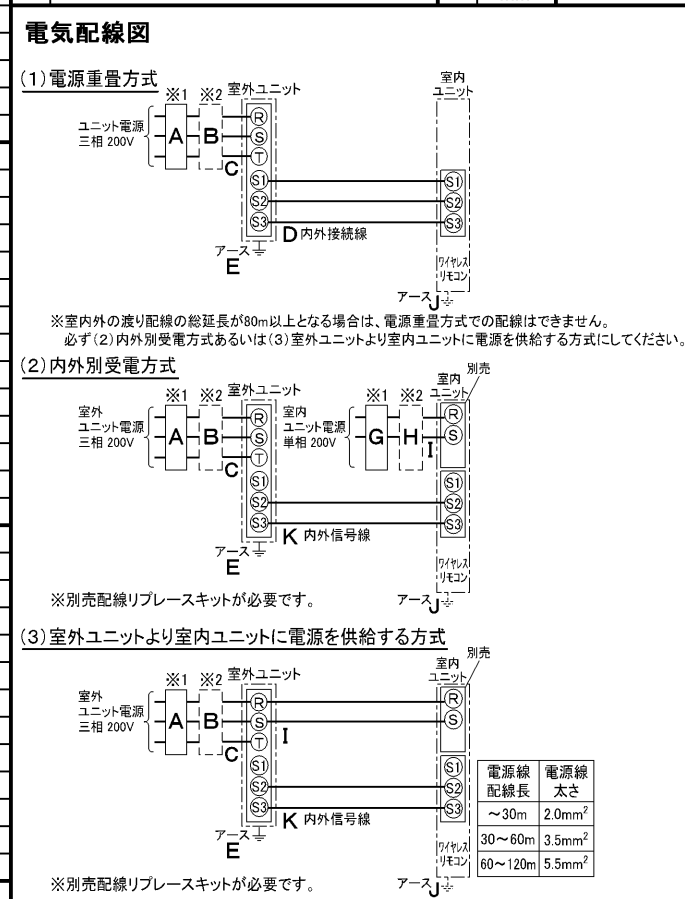 電気配線図
(1)電源重畳方式
※1 ※2 室外ユニット
室内
ユニット
ユニット電源
三相 200V
A B C
R
S
T
S1
S2
S3
S1
S2
S3
D 内外接続線
アース
E
ワイヤレス
リモコン
アース J
※室内外の渡り配線の総延長が80m以上となる場合は、電源重畳方式での配線はできません。
必ず(2)内外別受電方式あるいは(3)室外ユニットより室内ユニットに電源を供給する方式にしてください。
(2)内外別受電方式
※1 ※2 室外ユニット
※1 ※2
室内
ユニット
別売
室外
ユニット電源
三相 200V
A B C
R
S
T
S1
S2
S3
室内
ユニット電源
単相 200V
G H I
R
S
S1
S2
S3
K 内外信号線
アース
E
ワイヤレス
リモコン
アース J
※別売配線リプレースキットが必要です。
(3)室外ユニットより室内ユニットに電源を供給する方式
※1 ※2 室外ユニット
室内
ユニット
別売
室外
ユニット電源
三相 200V
A B C
R
S
T
S1
S2
S3
I
R
S
S1
S2
S3
K 内外信号線
アース
E
ワイヤレス
リモコン
アース J
※別売配線リプレースキットが必要です。
電源線
配線長
電源線
太さ
～30m 2.0mm²
30～60m 3.5mm²
60～120m 5.5mm²